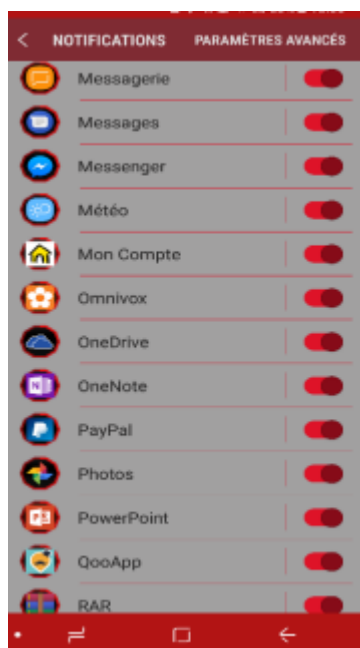 NOTIFICATIONS PARAMÈTRES AVANCÉS
Messagerie
Messages
Messenger
Météo
Mon Compte
Omnivox
OneDrive
OneNote
PayPal
Photos
PowerPoint
QooApp
RAR